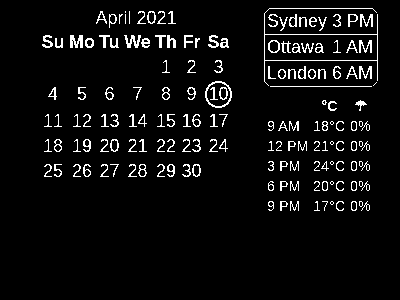 April 2021
Su Mo Tu We Th Fr Sa
1 2 3
4 5 6 7 8 9 10
11 12 13 14 15 16 17
18 19 20 21 22 23 24
25 26 27 28 29 30
Sydney 3 PM
Ottawa 1 AM
London 6 AM
°C ☂
9 AM 18°C 0%
12 PM 21°C 0%
3 PM 24°C 0%
6 PM 20°C 0%
9 PM 17°C 0%